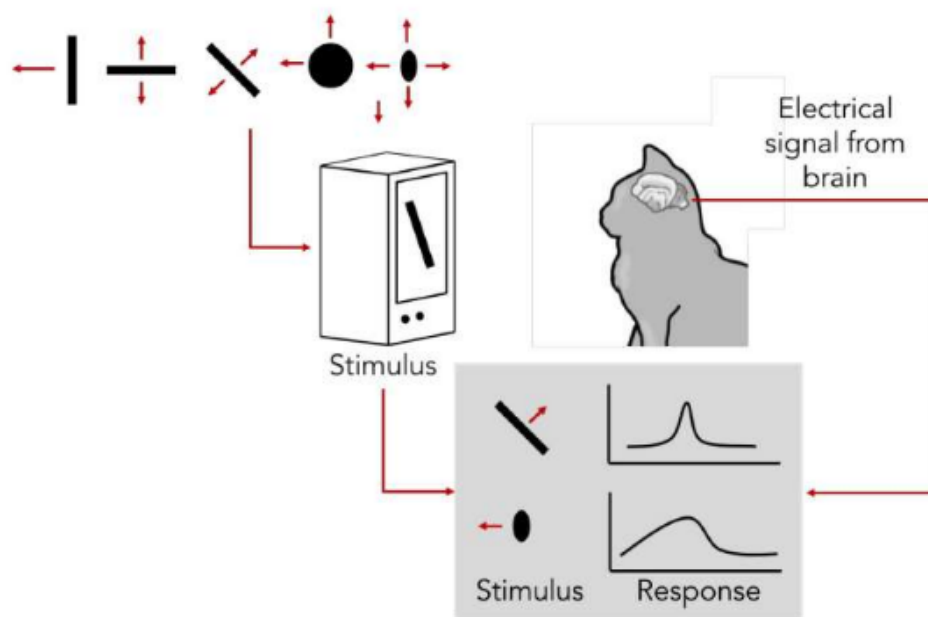 Electrical
signal from
brain
Stimulus
Stimulus
Response